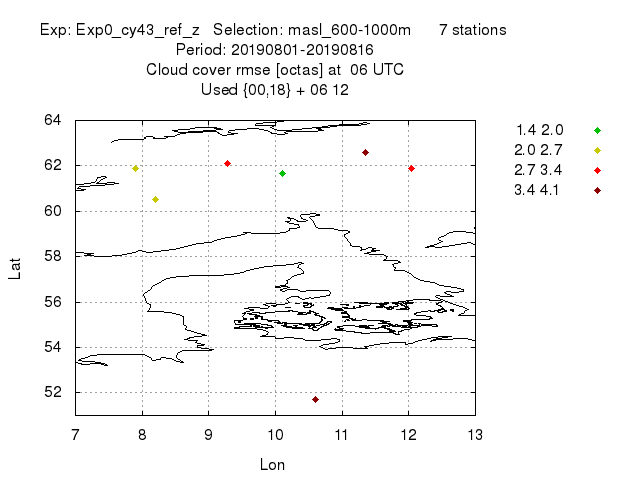 Exp: Exp0_cy43_ref_z   Selection: masl_600-1000m      7 stations
Period: 20190801-20190816
Cloud cover rmse [octas] at  06 UTC
Used {00,18} + 06 12
1.4 2.0
2.0 2.7
2.7 3.4
3.4 4.1
64
62
60
58
56
54
52
Lat
7 8 9 10 11 12 13
Lon